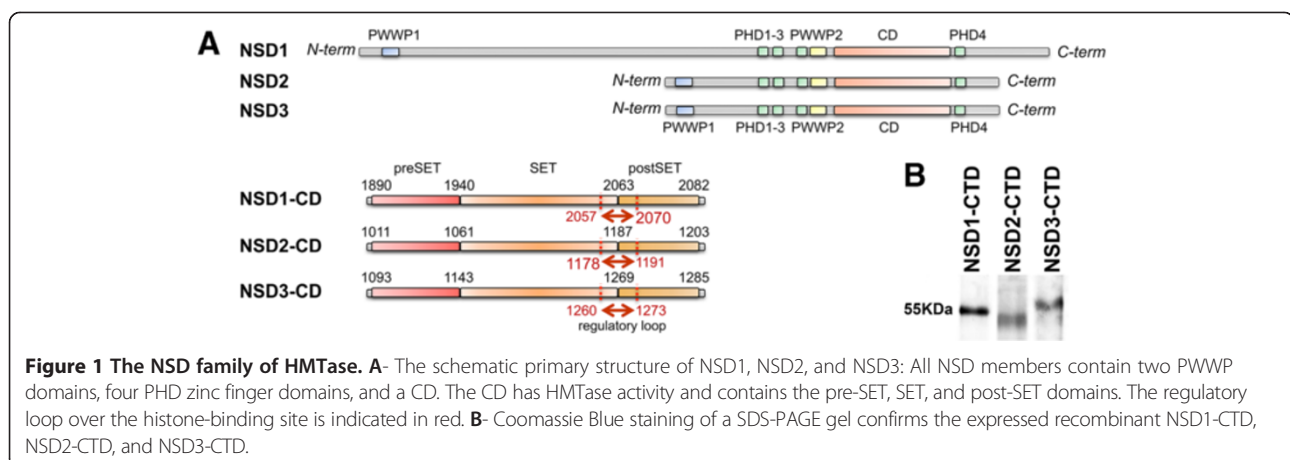 A
PWWP1 PHD1-3 PWWP2 CD PHD4
NSD1 N-term C-term
NSD2 N-term C-term
NSD3 N-term C-term
PWWP1 PHD1-3 PWWP2 CD PHD4
preSET SET postSET
1890 1940 2063 2082
NSD1-CD
2057 2070
1011 1061 1187 1203
NSD2-CD
1178 1191
1093 1143 1269 1285
NSD3-CD
1260 1273
regulatory loop
B
NSD1-CTD
NSD2-CTD
NSD3-CTD
55KDa
Figure 1 The NSD family of HMTase. A- The schematic primary structure of NSD1, NSD2, and NSD3: All NSD members contain two PWWP
domains, four PHD zinc finger domains, and a CD. The CD has HMTase activity and contains the pre-SET, SET, and post-SET domains. The regulatory
loop over the histone-binding site is indicated in red. B- Coomassie Blue staining of a SDS-PAGE gel confirms the expressed recombinant NSD1-CTD,
NSD2-CTD, and NSD3-CTD.